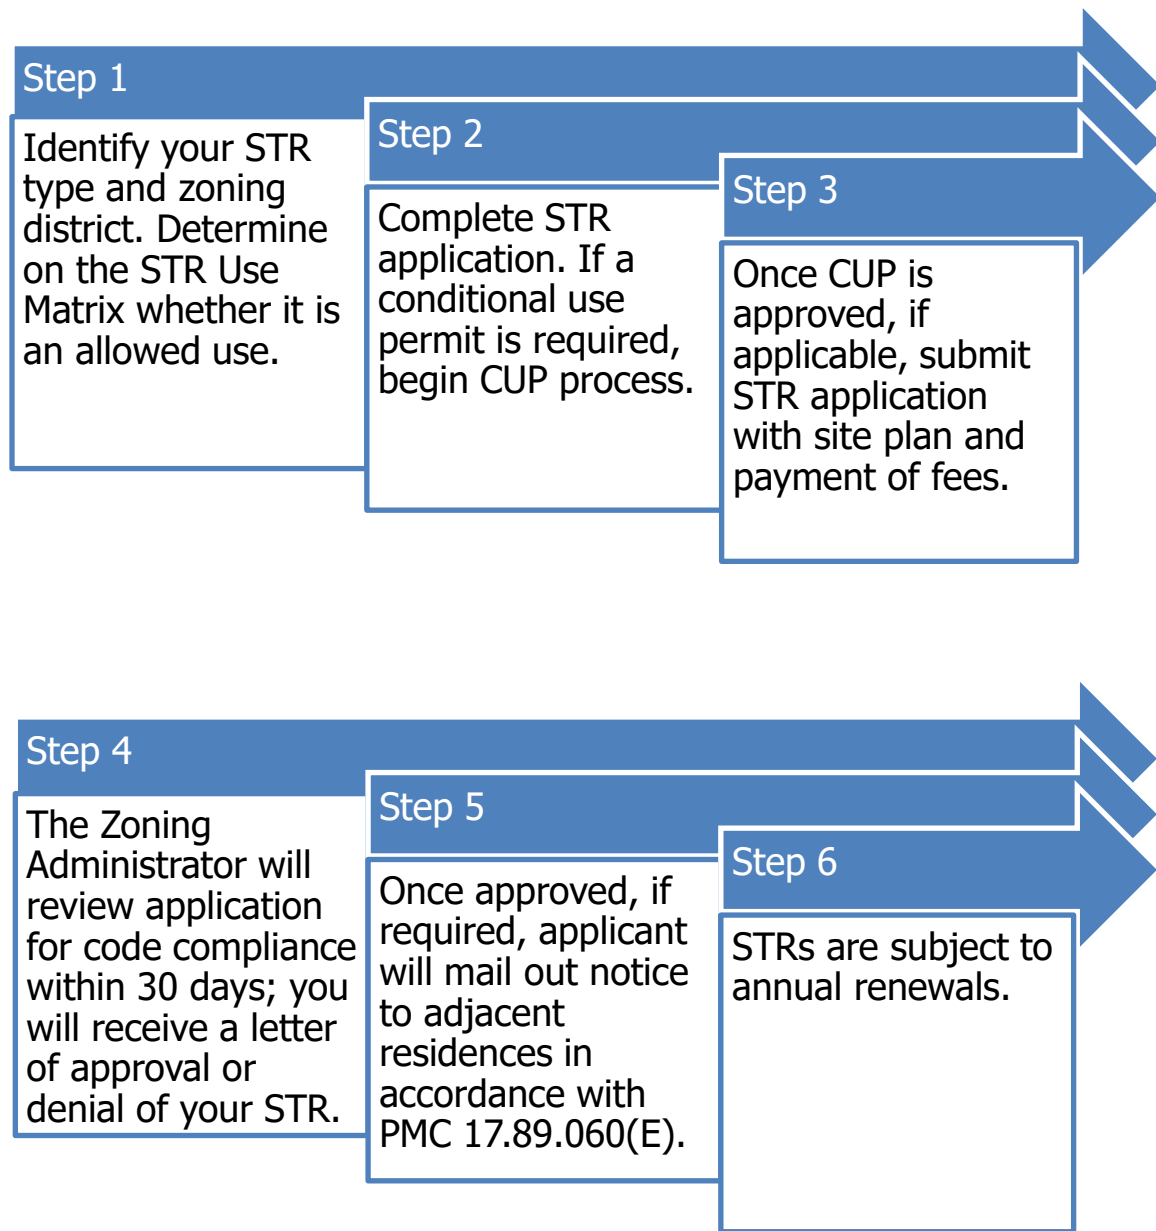 Step 1
Identify your STR
type and zoning
district. Determine
on the STR Use
Matrix whether it is
an allowed use.
Step 2
Complete STR
application. If a
conditional use
permit is required,
begin CUP process.
Step 3
Once CUP is
approved, if
applicable, submit
STR application
with site plan and
payment of fees.
Step 4
The Zoning
Administrator will
review application
for code compliance
within 30 days; you
will receive a letter
of approval or
denial of your STR.
Step 5
Once approved, if
required, applicant
will mail out notice
to adjacent
residences in
accordance with
PMC 17.89.060(E).
Step 6
STRs are subject to
annual renewals.